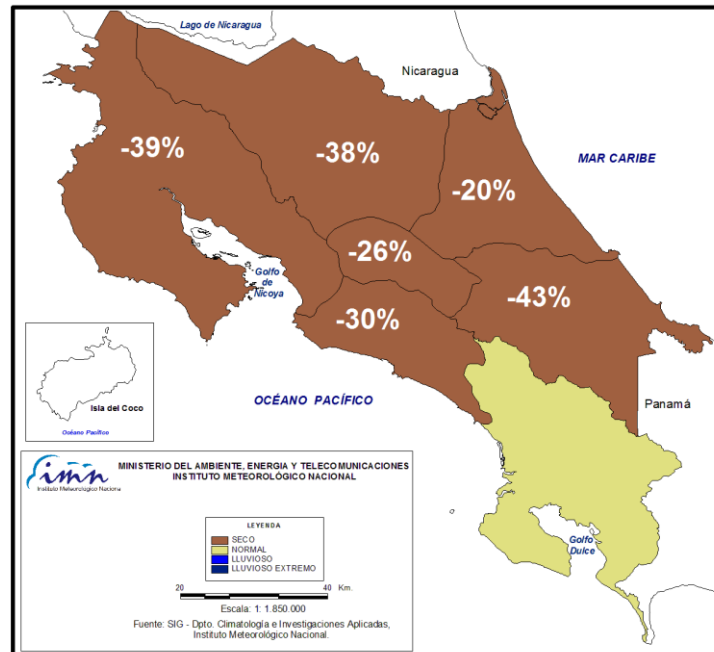 Lago de Nicaragua
Nicaragua
MAR CARIBE
-39%
-38%
-20%
-26%
-30%
-43%
Golfo
de
Nicoya
Isla del Coco
Océano Pacífico
OCÉANO PACÍFICO
Panamá
Golfo
Dulce
imn
Instituto Meteorológico Naciona
MINISTERIO DEL AMBIENTE, ENERGIA Y TELECOMUNICACIONES
INSTITUTO METEOROLÓGICO NACIONAL
LEYENDA
SECO
NORMAL
LLUVIOSO
LLUVIOSO EXTREMO
20 0 20 40 Km.
Escala: 1: 1.850.000
Fuente: SIG - Dpto. Climatología e Investigaciones Aplicadas,
Instituto Meteorológico Nacional.